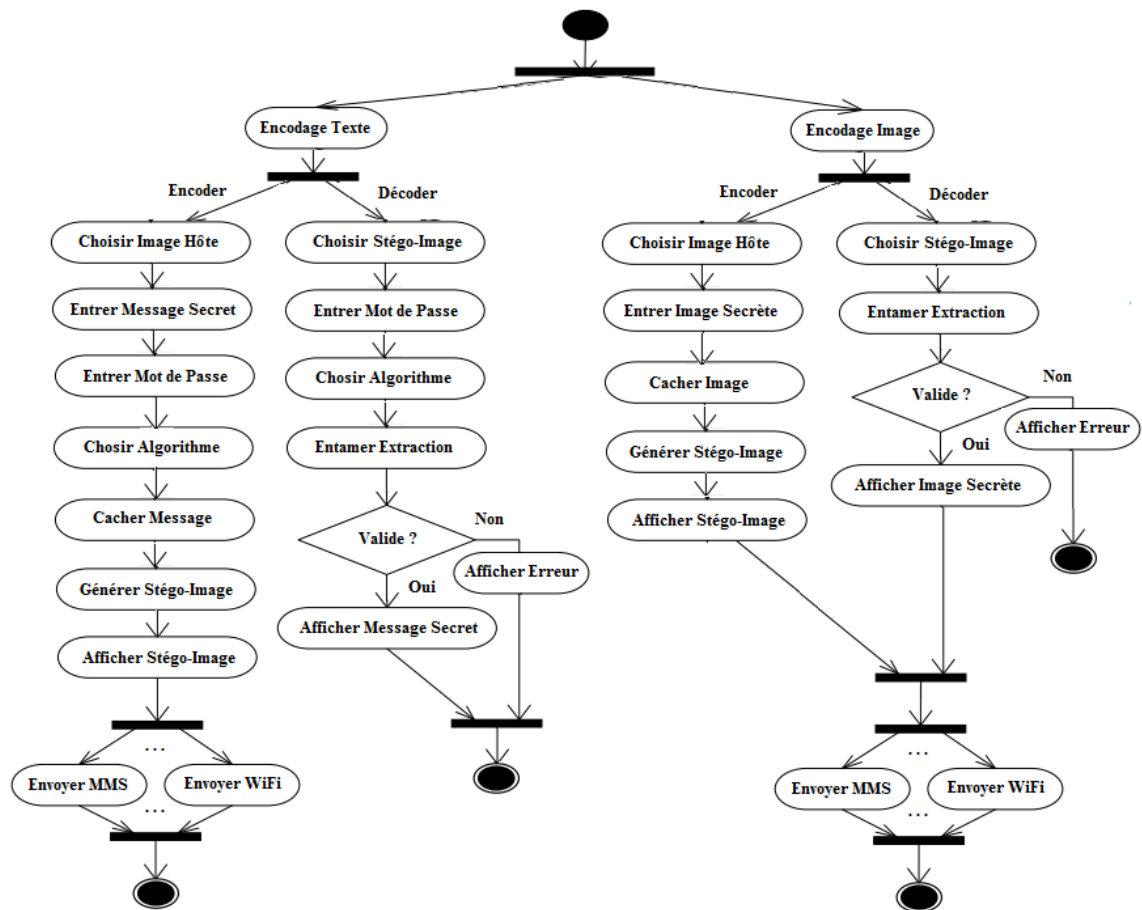 Encodage Texte
Encoder
Décoder
Choisir Image Hôte
Entrer Message Secret
Entrer Mot de Passe
Chosir Algorithme
Cacher Message
Générer Stégo-Image
Afficher Stégo-Image
...
Envoyer MMS
Envoyer WiFi
...
Choisir Stégo-Image
Entrer Mot de Passe
Chosir Algorithme
Entamer Extraction
Valide ?
Non
Afficher Erreur
Oui
Afficher Message Secret
Encodage Image
Encoder
Décoder
Choisir Image Hôte
Entrer Image Secrète
Cacher Image
Générer Stégo-Image
Afficher Stégo-Image
Choisir Stégo-Image
Entamer Extraction
Valide ?
Non
Afficher Erreur
Oui
Afficher Image Secrète
...
Envoyer MMS
Envoyer WiFi
...